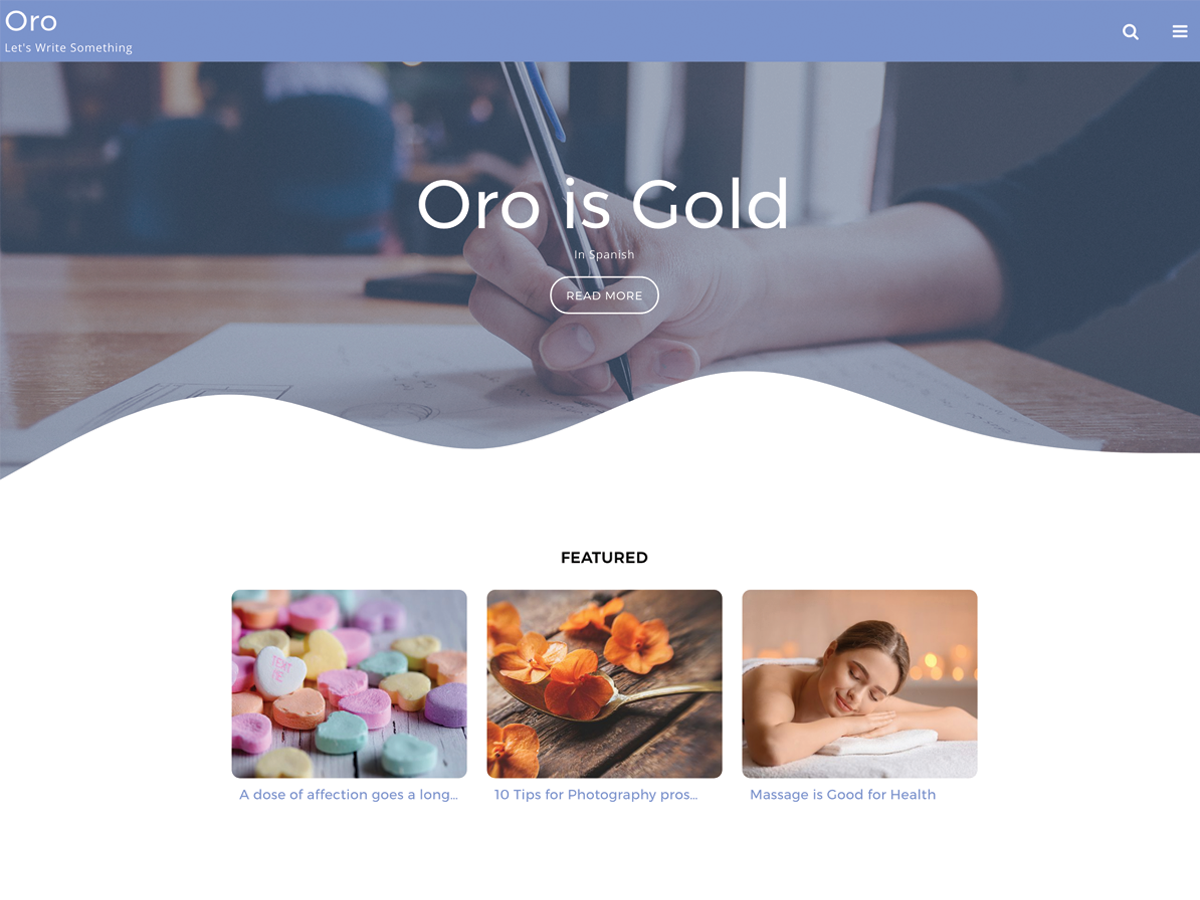 Oro
Let's Write Something
Oro is Gold
In Spanish
READ MORE
FEATURED
TEXT ME
A dose of affection goes a long...
10 Tips for Photography pros...
Massage is Good for Health